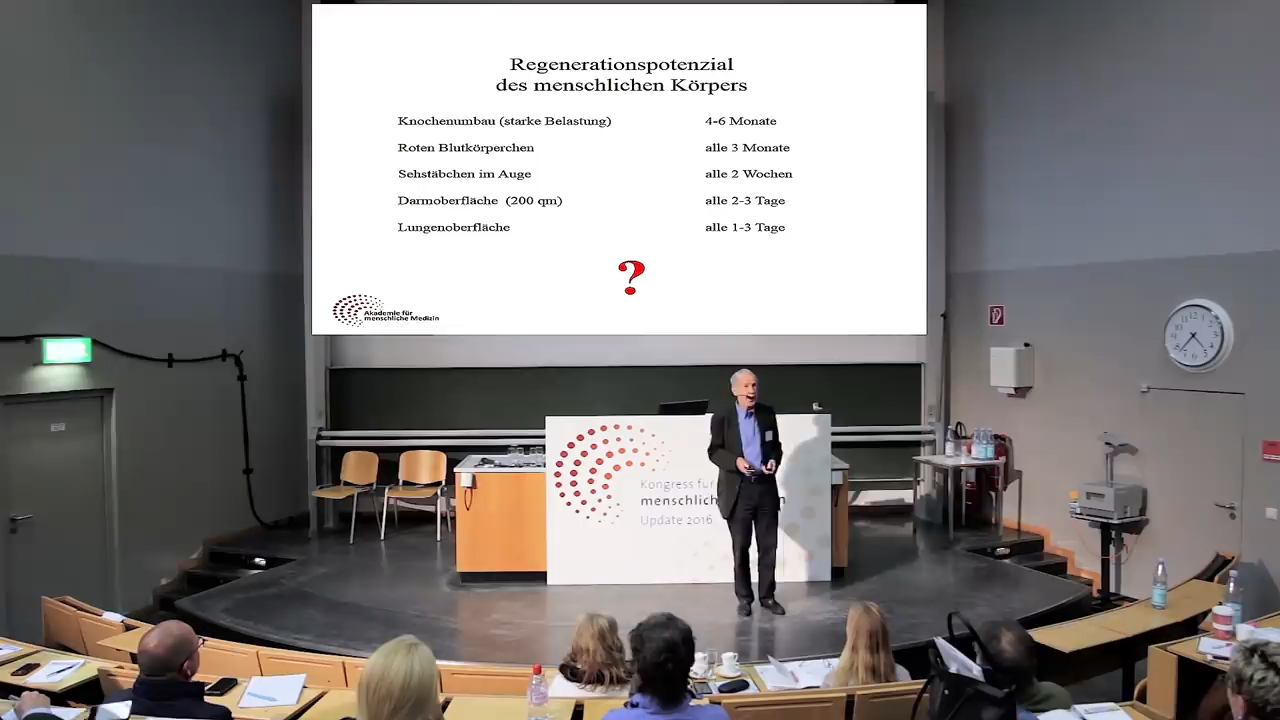 Regenerationspotenzial
des menschlichen Körpers
Knochenumbau (starke Belastung) 4-6 Monate
Roten Blutkörperchen alle 3 Monate
Sehstäbchen im Auge alle 2 Wochen
Darmoberfläche (200 qm) alle 2-3 Tage
Lungenoberfläche alle 1-3 Tage
?
Akademie für
menschliche Medizin
Kongress für
menschlich
Update 2016